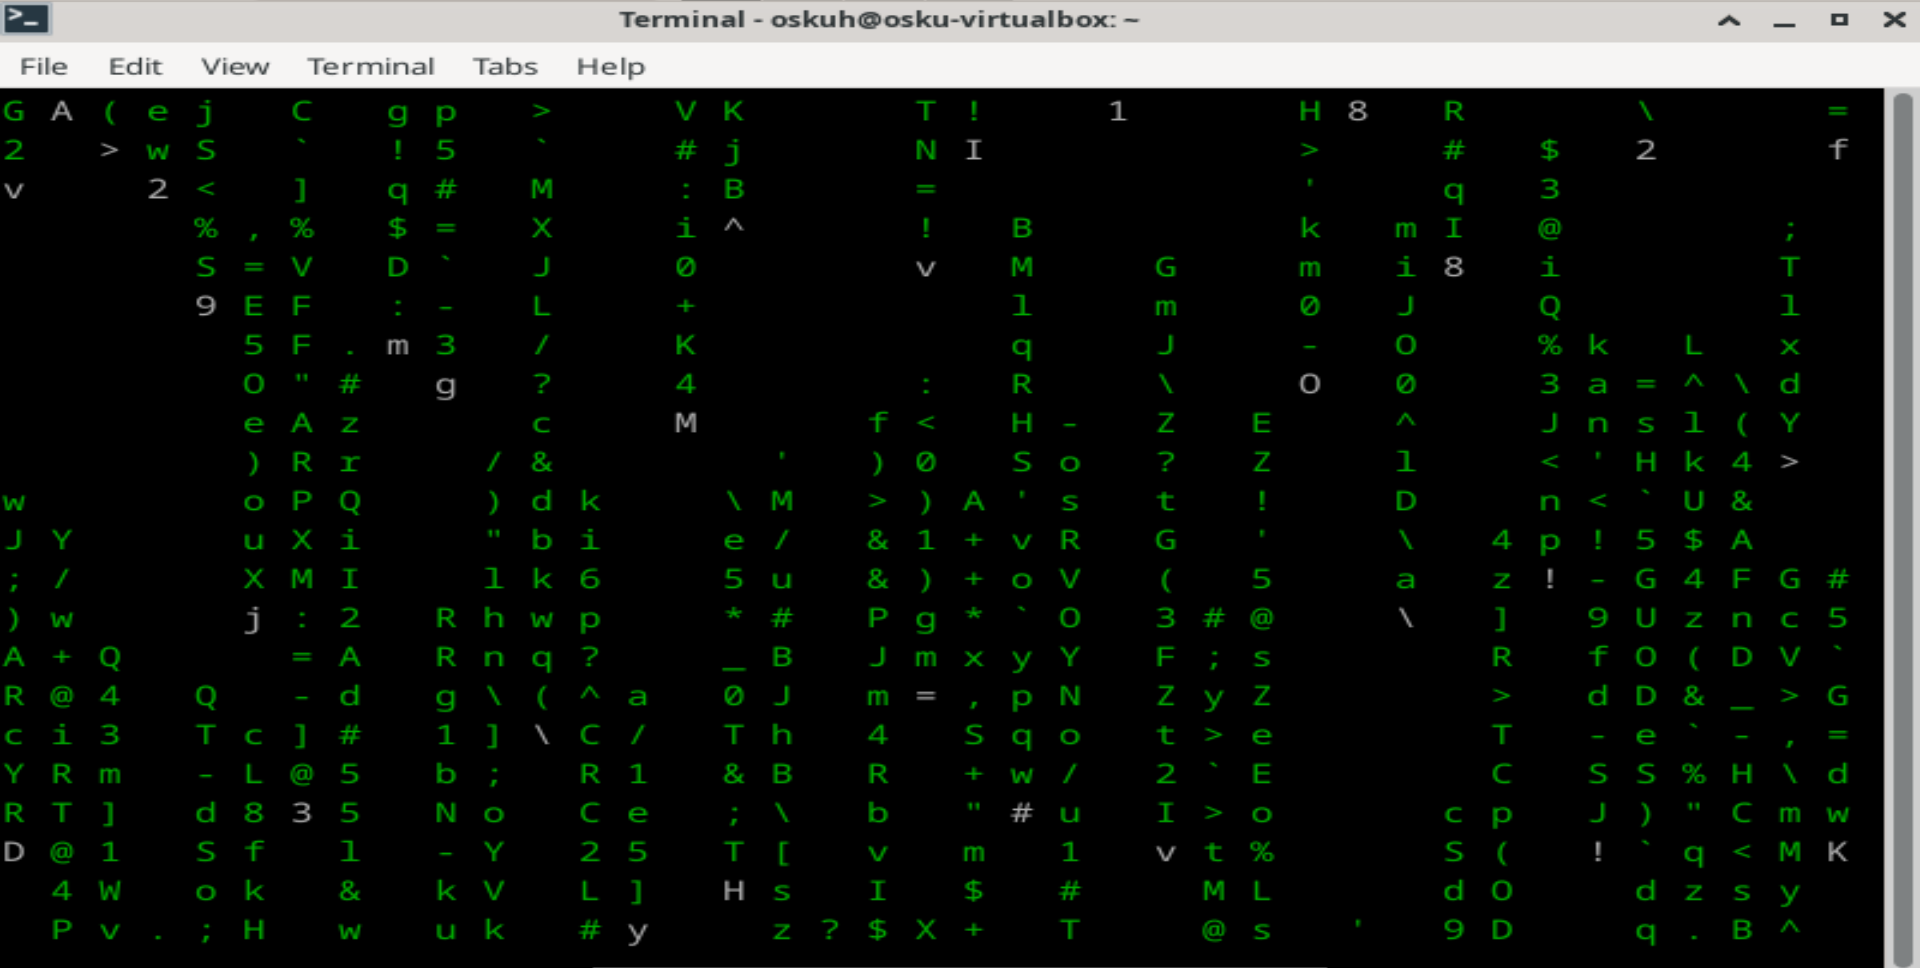 Terminal - oskuh@osku-virtualbox: ~
File Edit View Terminal Tabs Help
G A ( e j C g p > V K T ! 1 H 8 R \ =
2 > w S ` ! 5 ` # j N I > # $ 2 f
v 2 < ] q # M : B = ' q 3
% , % $ = X i ^ ! B k m I @ ;
S = V D ` J 0 v M G m i 8 i T
9 E F : - L + l m 0 J Q l
5 F . m 3 / K q J - O % k L x
O " # g ? 4 : R \ O 0 3 a = ^ \ d
e A z c M f < H - Z E ^ J n s l ( Y
) R r / & ' ) 0 S o ? Z l < ' H k 4 >
w o P Q ) d k \ M > ) A ' s t ! D n < ` U &
J Y u X i " b i e / & 1 + v R G ' \ 4 p ! 5 $ A
; / X M I l k 6 5 u & ) + o V ( 5 a z ! - G 4 F G #
) w j : 2 R h w p * # P g * ` O 3 # @ \ ] 9 U z n c 5
A + Q = A R n q ? _ B J m x y Y F ; s R f O ( D V `
R @ 4 Q - d g \ ( ^ a 0 J m = , p N Z y Z > d D & _ > G
c i 3 T c ] # 1 ] \ C / T h 4 S q o t > e T - e ` - , =
Y R m - L @ 5 b ; R 1 & B R + w / 2 ` E C S S % H \ d
R T ] d 8 3 5 N o C e ; \ b " # u I > o c p J ) " C m w
D @ 1 S f l - Y 2 5 T [ v m 1 v t % S ( ! ` q < M K
4 W o k & k V L ] H s I $ # M L d O d z s y
P v . ; H w u k # y z ? $ X + T @ s ' 9 D q . B ^